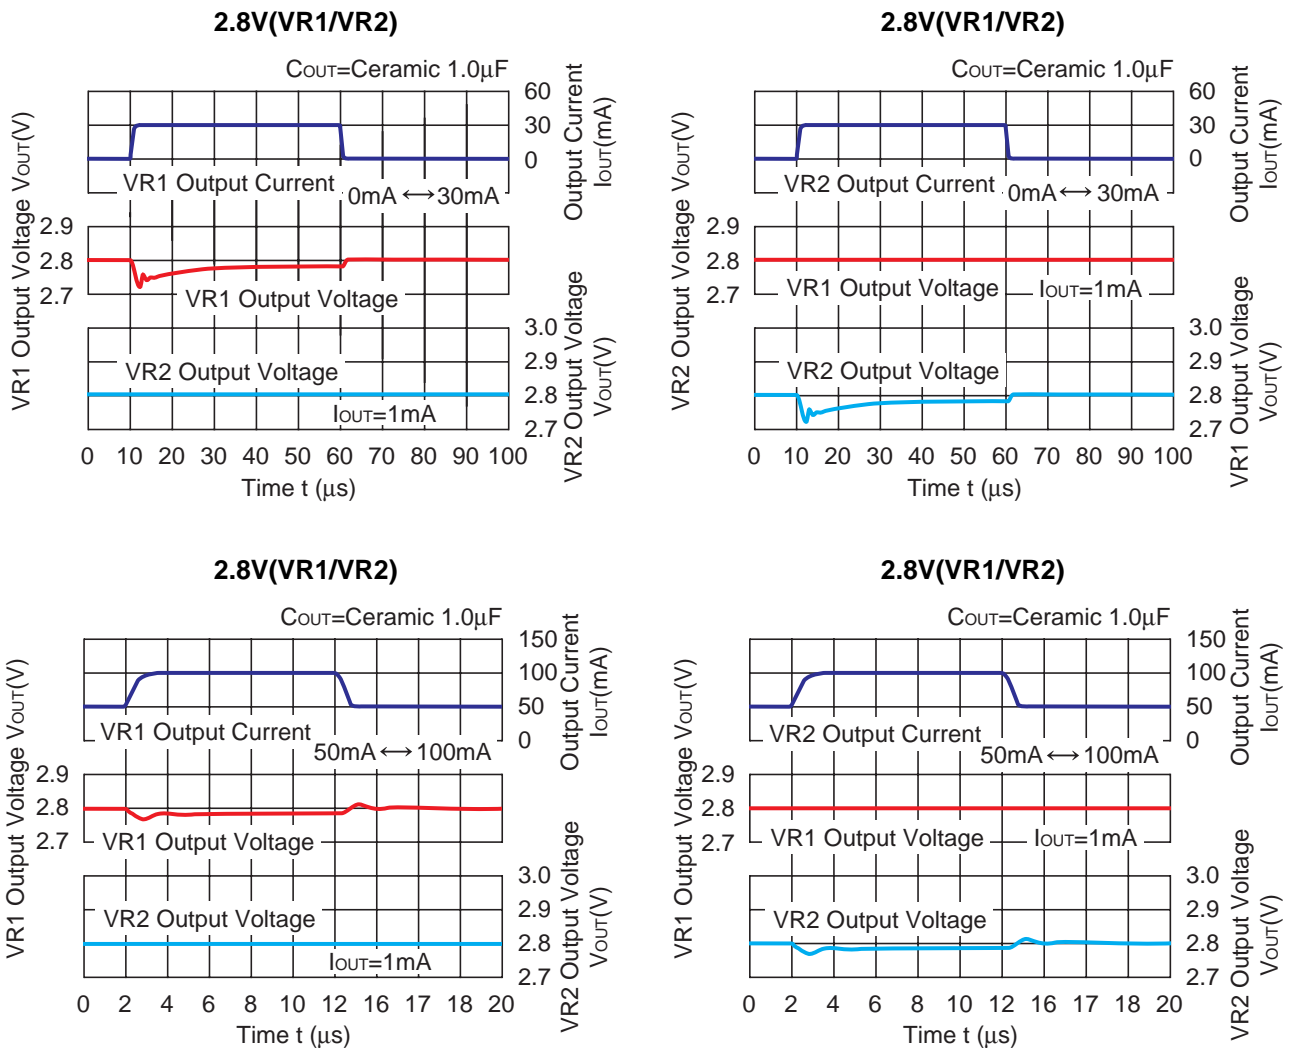 2.8V(VR1/VR2)
COUT=Ceramic 1.0μF
VR1 Output Voltage VOUT(V)
60
30
0
Output Current
IOUT(mA)
VR1 Output Current
0mA ↔ 30mA
2.9
2.8
2.7
VR1 Output Voltage
3.0
2.9
2.8
2.7
VR2 Output Voltage
VOUT(V)
VR2 Output Voltage
IOUT=1mA
0 10 20 30 40 50 60 70 80 90 100
Time t (μs)
2.8V(VR1/VR2)
COUT=Ceramic 1.0μF
VR2 Output Voltage VOUT(V)
60
30
0
Output Current
IOUT(mA)
VR2 Output Current
0mA ↔ 30mA
2.9
2.8
2.7
VR1 Output Voltage
IOUT=1mA
3.0
2.9
2.8
2.7
VR1 Output Voltage
VOUT(V)
VR2 Output Voltage
0 10 20 30 40 50 60 70 80 90 100
Time t (μs)
2.8V(VR1/VR2)
COUT=Ceramic 1.0μF
VR1 Output Voltage VOUT(V)
150
100
50
0
Output Current
IOUT(mA)
VR1 Output Current
50mA ↔ 100mA
2.9
2.8
2.7
VR1 Output Voltage
3.0
2.9
2.8
2.7
VR2 Output Voltage
VOUT(V)
VR2 Output Voltage
IOUT=1mA
0 2 4 6 8 10 12 16 17 18 20
Time t (μs)
2.8V(VR1/VR2)
COUT=Ceramic 1.0μF
VR1 Output Voltage VOUT(V)
150
100
50
0
Output Current
IOUT(mA)
VR2 Output Current
50mA ↔ 100mA
2.9
2.8
2.7
VR1 Output Voltage
IOUT=1mA
3.0
2.9
2.8
2.7
VR2 Output Voltage
VOUT(V)
VR2 Output Voltage
0 2 4 6 8 10 12 16 17 18 20
Time t (μs)